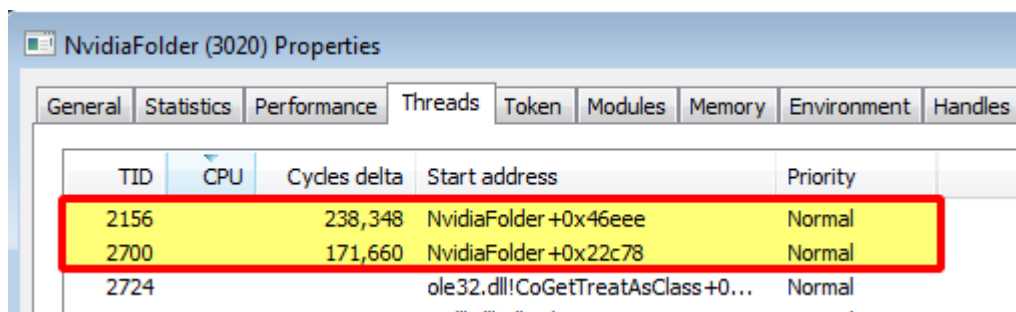 NvidiaFolder (3020) Properties
General Statistics Performance Threads Token Modules Memory Environment Handles
TID CPU Cycles delta Start address Priority
2156 238,348 NvidiaFolder+0x46eee Normal
2700 171,660 NvidiaFolder+0x22c78 Normal
2724 ole32.dll!CoGetTreatAsClass+0... Normal